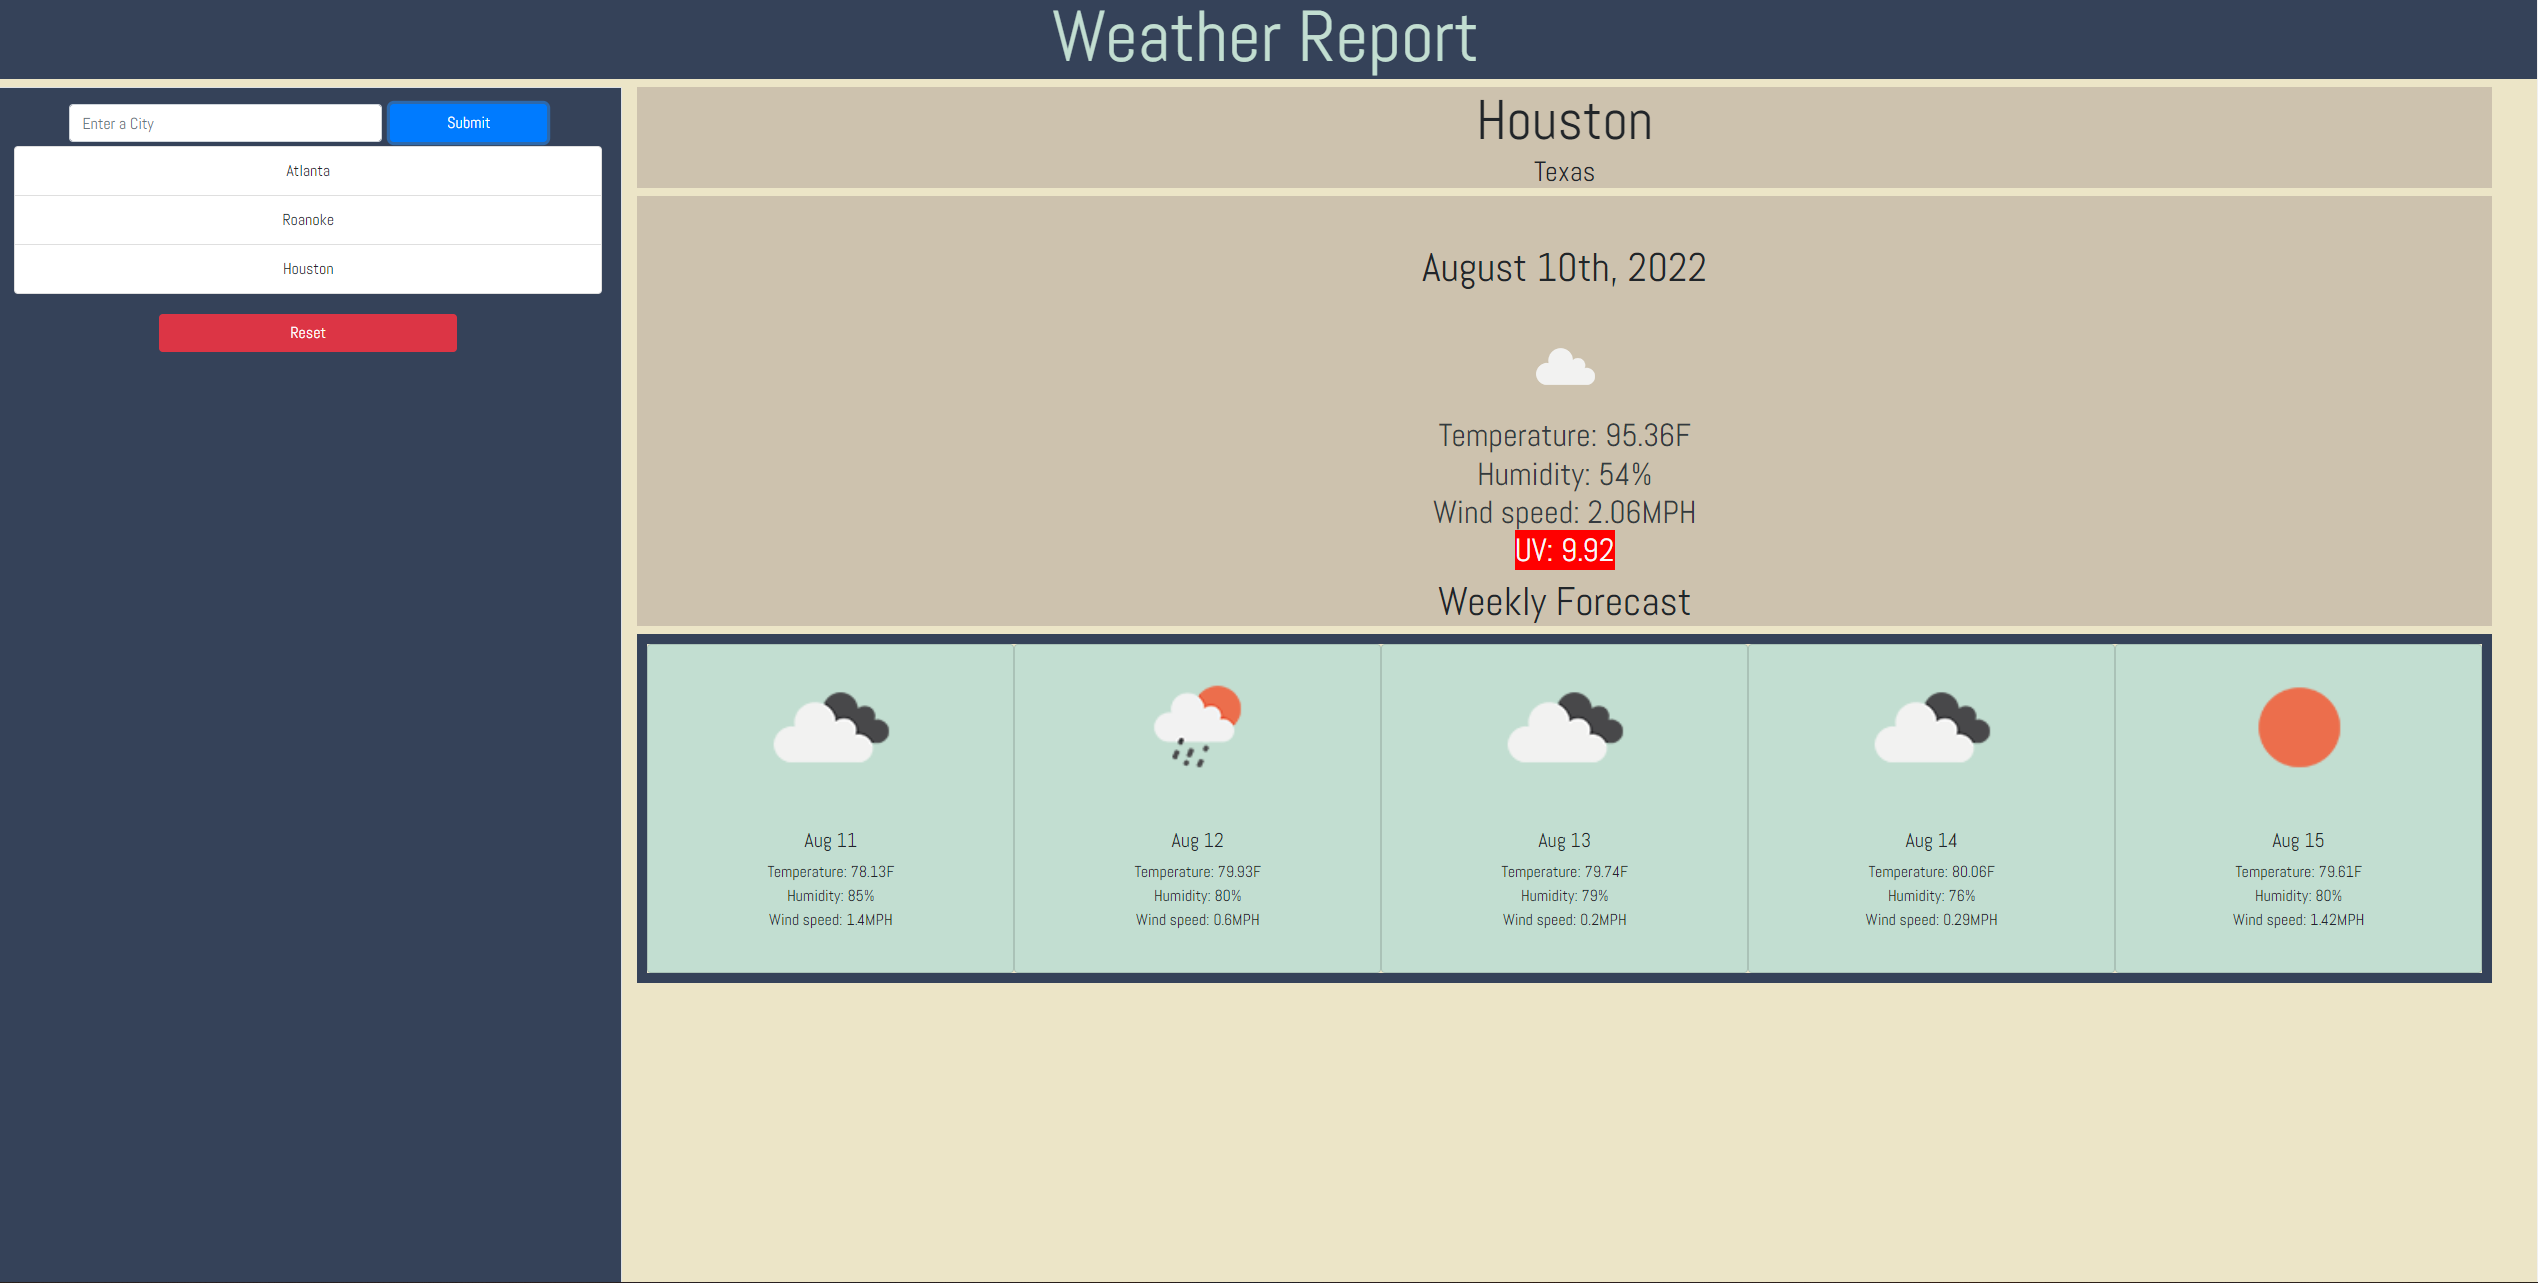 Weather Report
Enter a City
Submit
Atlanta
Roanoke
Houston
Reset
Houston
Texas
August 10th, 2022
Temperature: 95.36F
Humidity: 54%
Wind speed: 2.06MPH
UV: 9.92
Weekly Forecast
Aug 11
Temperature: 78.13F
Humidity: 85%
Wind speed: 1.4MPH
Aug 12
Temperature: 79.93F
Humidity: 80%
Wind speed: 0.6MPH
Aug 13
Temperature: 79.74F
Humidity: 79%
Wind speed: 0.2MPH
Aug 14
Temperature: 80.06F
Humidity: 76%
Wind speed: 0.29MPH
Aug 15
Temperature: 79.61F
Humidity: 80%
Wind speed: 1.42MPH